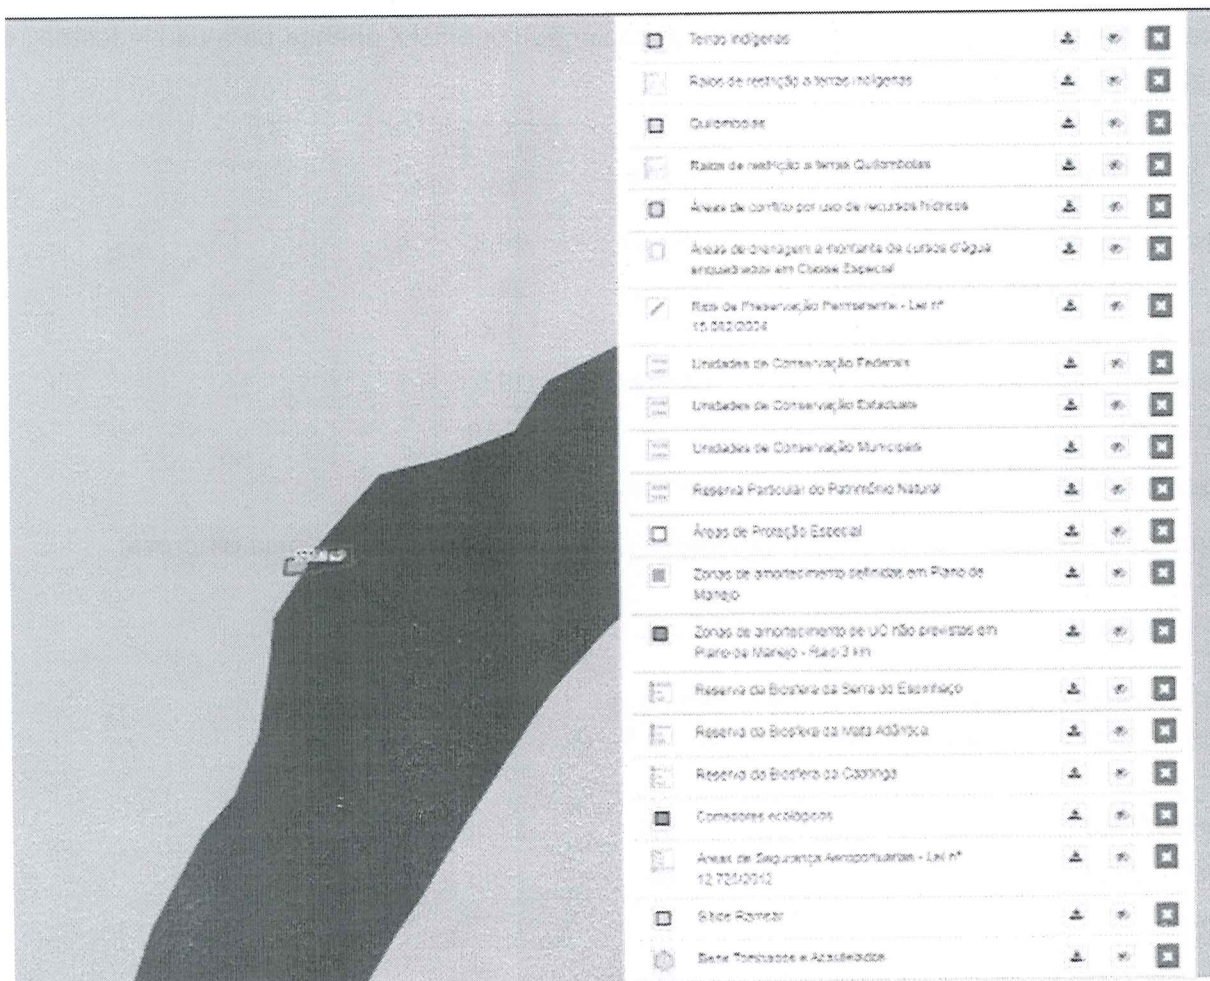 Terras indígenas
Raios de restrição a terras indígenas
Quilombolas
Raios de restrição a terras Quilombolas
Áreas de conflito por uso de recursos hídricos
Áreas de drenagem a montante de cursos d'água
enquadrados em Classe Especial
Rios de Preservação Permanente - Lei nº
15.082/2004
Unidades de Conservação Federais
Unidades de Conservação Estaduais
Unidades de Conservação Municipais
Reserva Particular do Patrimônio Natural
Áreas de Proteção Especial
Zonas de amortecimento definidas em Plano de
Manejo
Zonas de amortecimento de UC não previstas em
Plano de Manejo - Raio 3 km
Reserva da Biosfera da Serra do Espinhaço
Reserva da Biosfera da Mata Atlântica
Reserva da Biosfera da Caatinga
Corredores ecológicos
Áreas de Segurança Aeroportuárias - Lei nº
12.725/2012
Sítios Ramsar
Bens Tombados e Acautelados